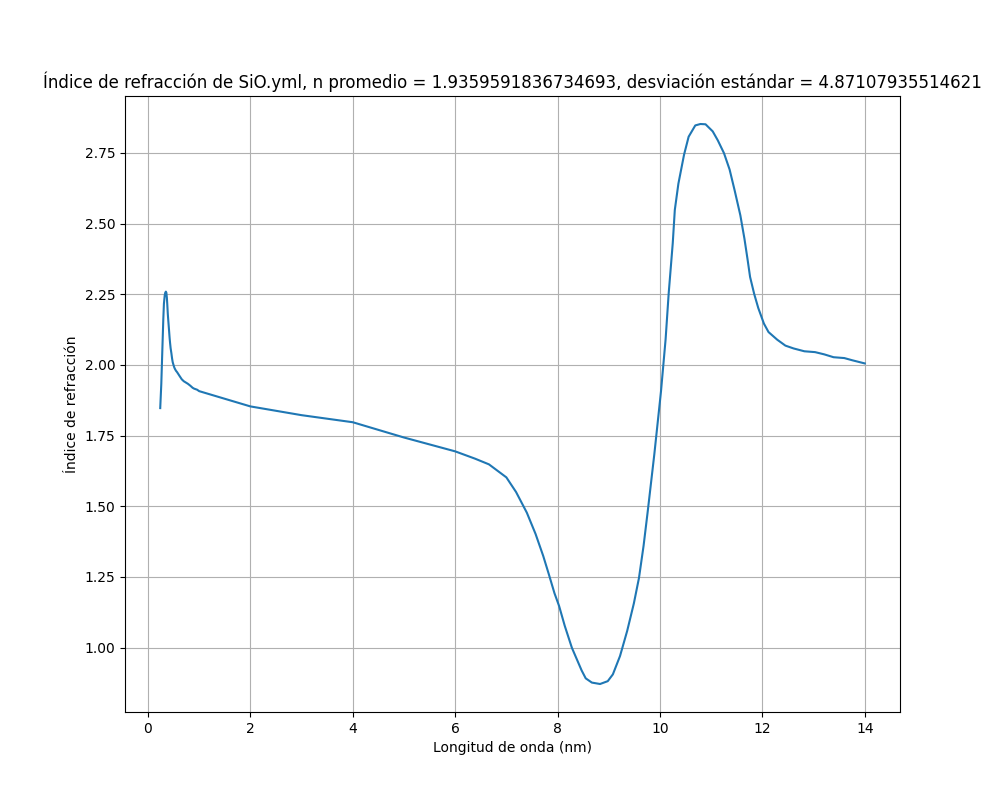 Índice de refracción de SiO.yml, n promedio = 1.9359591836734693, desviación estándar = 4.87107935514621
Índice de refracción
2.75
2.50
2.25
2.00
1.75
1.50
1.25
1.00
0 2 4 6 8 10 12 14
Longitud de onda (nm)